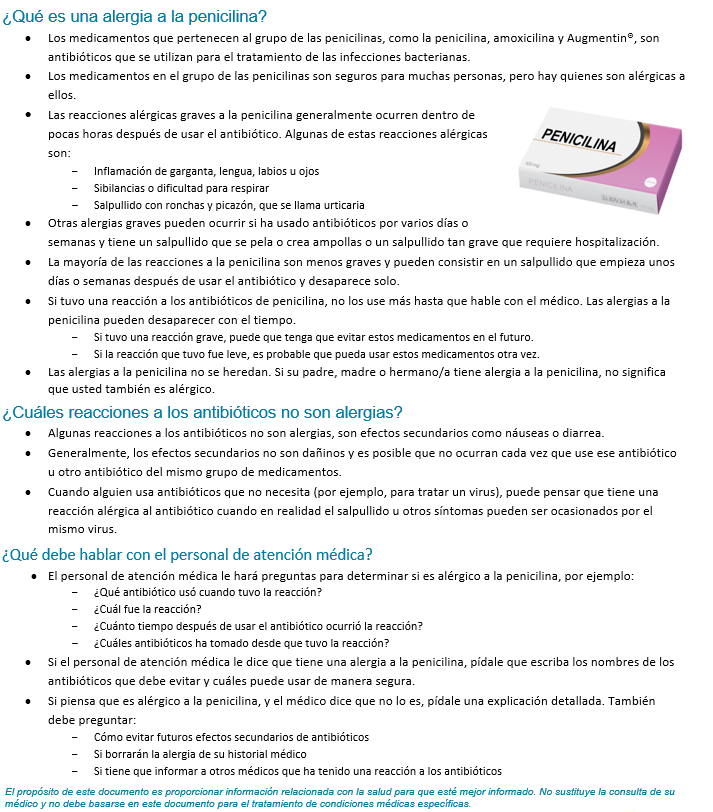 ¿Qué es una alergia a la penicilina?
• Los medicamentos que pertenecen al grupo de las penicilinas, como la penicilina, amoxicilina y Augmentin®, son
antibióticos que se utilizan para el tratamiento de las infecciones bacterianas.
• Los medicamentos en el grupo de las penicilinas son seguros para muchas personas, pero hay quienes son alérgicas a
ellos.
• Las reacciones alérgicas graves a la penicilina generalmente ocurren dentro de
pocas horas después de usar el antibiótico. Algunas de estas reacciones alérgicas
son:
– Inflamación de garganta, lengua, labios u ojos
– Sibilancias o dificultad para respirar
– Salpullido con ronchas y picazón, que se llama urticaria
PENICILINA
PENICILINA
• Otras alergias graves pueden ocurrir si ha usado antibióticos por varios días o
semanas y tiene un salpullido que se pela o crea ampollas o un salpullido tan grave que requiere hospitalización.
• La mayoría de las reacciones a la penicilina son menos graves y pueden consistir en un salpullido que empieza unos
días o semanas después de usar el antibiótico y desaparece solo.
• Si tuvo una reacción a los antibióticos de penicilina, no los use más hasta que hable con el médico. Las alergias a la
penicilina pueden desaparecer con el tiempo.
– Si tuvo una reacción grave, puede que tenga que evitar estos medicamentos en el futuro.
– Si la reacción que tuvo fue leve, es probable que pueda usar estos medicamentos otra vez.
• Las alergias a la penicilina no se heredan. Si su padre, madre o hermano/a tiene alergia a la penicilina, no significa
que usted también es alérgico.
¿Cuáles reacciones a los antibióticos no son alergias?
• Algunas reacciones a los antibióticos no son alergias, son efectos secundarios como náuseas o diarrea.
• Generalmente, los efectos secundarios no son dañinos y es posible que no ocurran cada vez que use ese antibiótico
u otro antibiótico del mismo grupo de medicamentos.
• Cuando alguien usa antibióticos que no necesita (por ejemplo, para tratar un virus), puede pensar que tiene una
reacción alérgica al antibiótico cuando en realidad el salpullido u otros síntomas pueden ser ocasionados por el
mismo virus.
¿Qué debe hablar con el personal de atención médica?
• El personal de atención médica le hará preguntas para determinar si es alérgico a la penicilina, por ejemplo:
– ¿Qué antibiótico usó cuando tuvo la reacción?
– ¿Cuál fue la reacción?
– ¿Cuánto tiempo después de usar el antibiótico ocurrió la reacción?
– ¿Cuáles antibióticos ha tomado desde que tuvo la reacción?
• Si el personal de atención médica le dice que tiene una alergia a la penicilina, pídale que escriba los nombres de los
antibióticos que debe evitar y cuáles puede usar de manera segura.
• Si piensa que es alérgico a la penicilina, y el médico dice que no lo es, pídale una explicación detallada. También
debe preguntar:
– Cómo evitar futuros efectos secundarios de antibióticos
– Si borrarán la alergia de su historial médico
– Si tiene que informar a otros médicos que ha tenido una reacción a los antibióticos
El propósito de este documento es proporcionar información relacionada con la salud para que esté mejor informado. No sustituye la consulta de su
médico y no debe basarse en este documento para el tratamiento de condiciones médicas específicas.